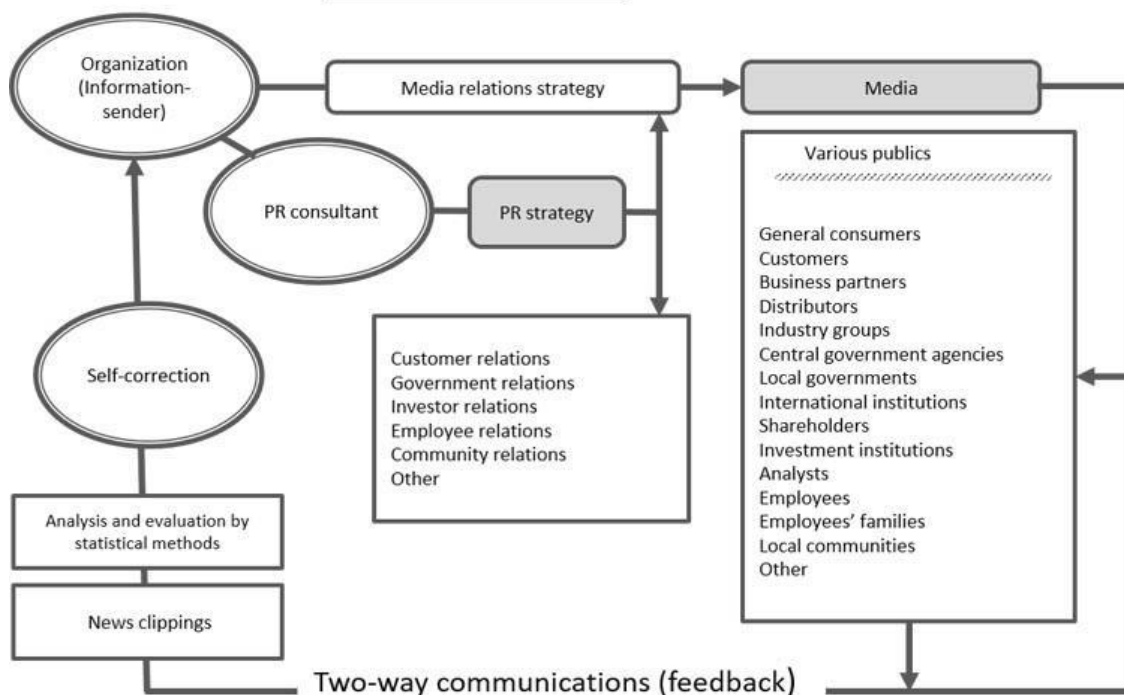 Organization
(Information-
sender)
Media relations strategy
Media
PR consultant
PR strategy
Various publics
General consumers
Customers
Business partners
Distributors
Industry groups
Central government agencies
Local governments
International institutions
Shareholders
Investment institutions
Analysts
Employees
Employees’ families
Local communities
Other
Customer relations
Government relations
Investor relations
Employee relations
Community relations
Other
Self-correction
Analysis and evaluation by
statistical methods
News clippings
Two-way communications (feedback)